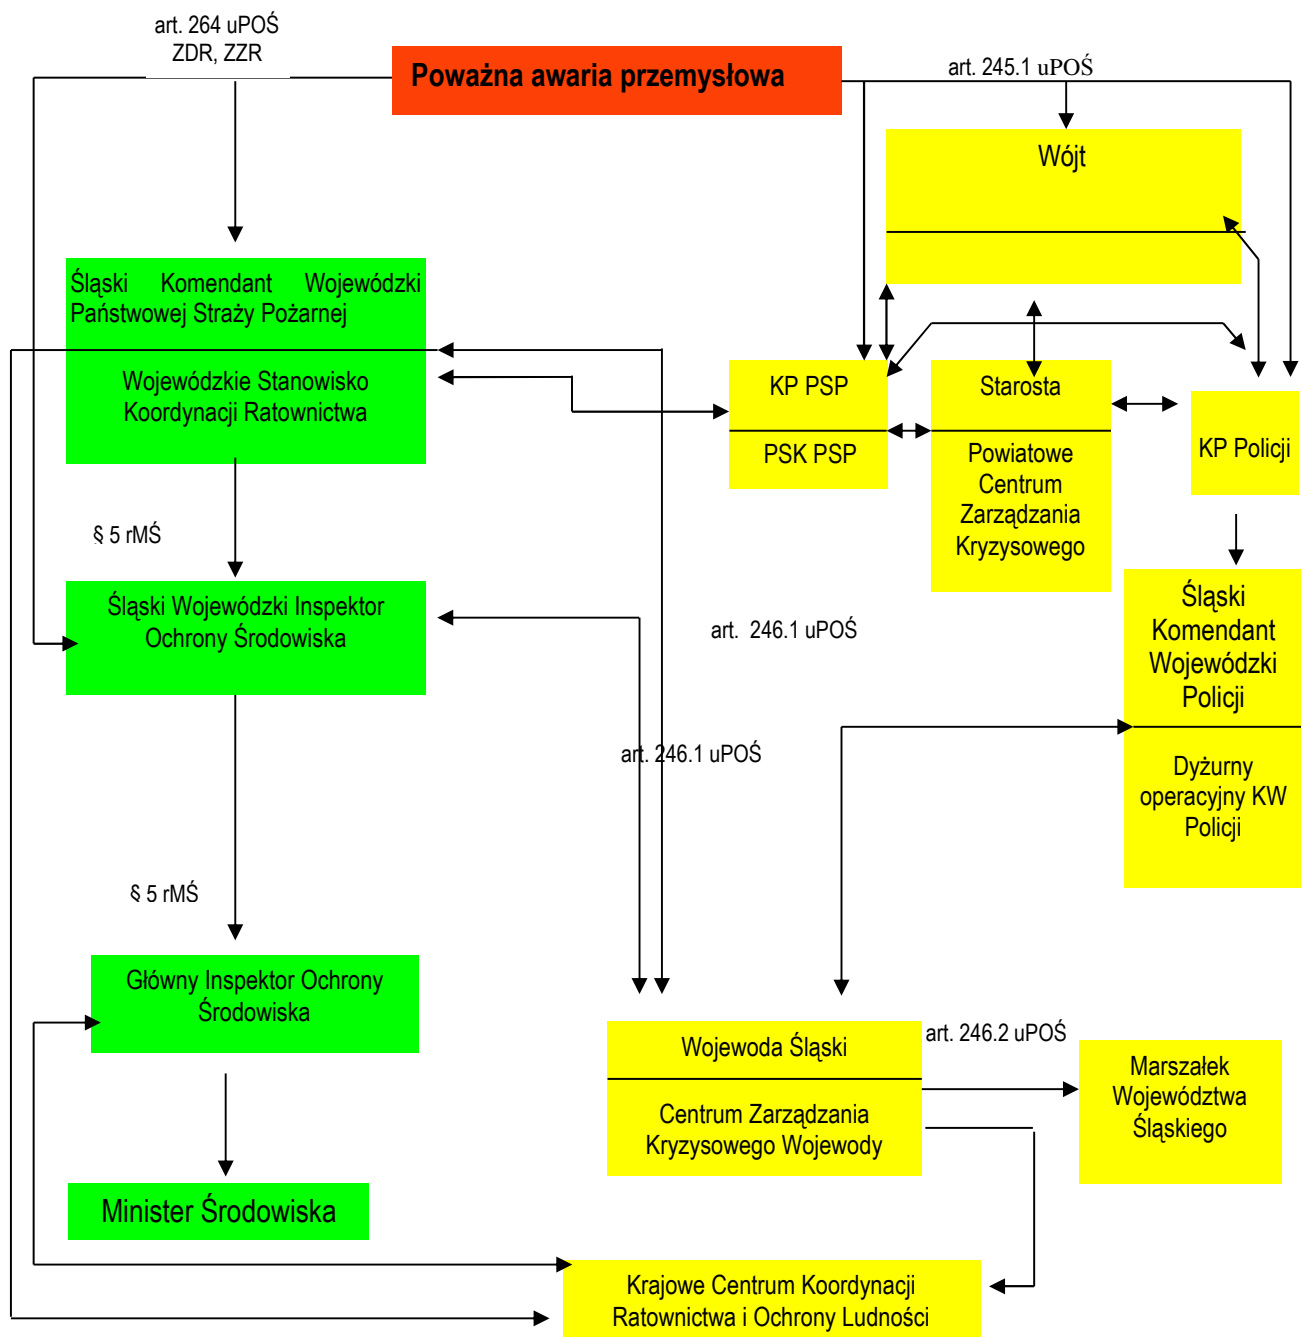 art. 264 uPOŚ
ZDR, ZZR
Poważna awaria przemysłowa
art. 245.1 uPOŚ
Wójt
Śląski Komendant Wojewódzki
Państwowej Straży Pożarnej
Wojewódzkie Stanowisko
Koordynacji Ratownictwa
KP PSP
PSK PSP
Starosta
Powiatowe
Centrum
Zarządzania
Kryzysowego
KP Policji
§ 5 rMŚ
Śląski Wojewódzki Inspektor
Ochrony Środowiska
art. 246.1 uPOŚ
Śląski
Komendant
Wojewódzki
Policji
Dyżurny
operacyjny KW
Policji
art. 246.1 uPOŚ
§ 5 rMŚ
Główny Inspektor Ochrony
Środowiska
Wojewoda Śląski
Centrum Zarządzania
Kryzysowego Wojewody
art. 246.2 uPOŚ
Marszałek
Województwa
Śląskiego
Minister Środowiska
Krajowe Centrum Koordynacji
Ratownictwa i Ochrony Ludności